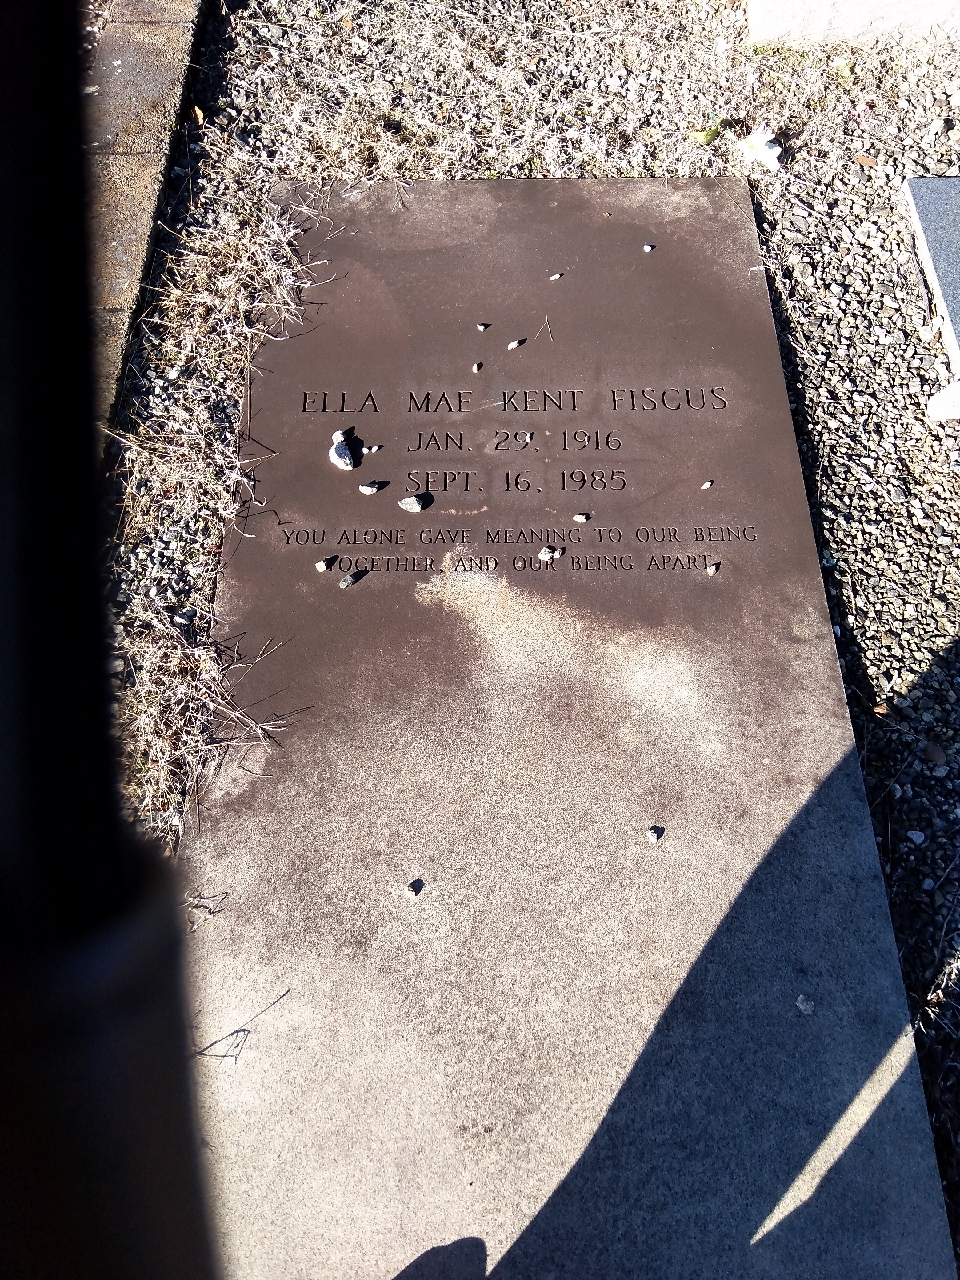 ELLA MAE KENT FISCUS
JAN. 29, 1916
SEPT. 16, 1985
YOU ALONE GAVE MEANING TO OUR BEING
TOGETHER, AND OUR BEING APART.